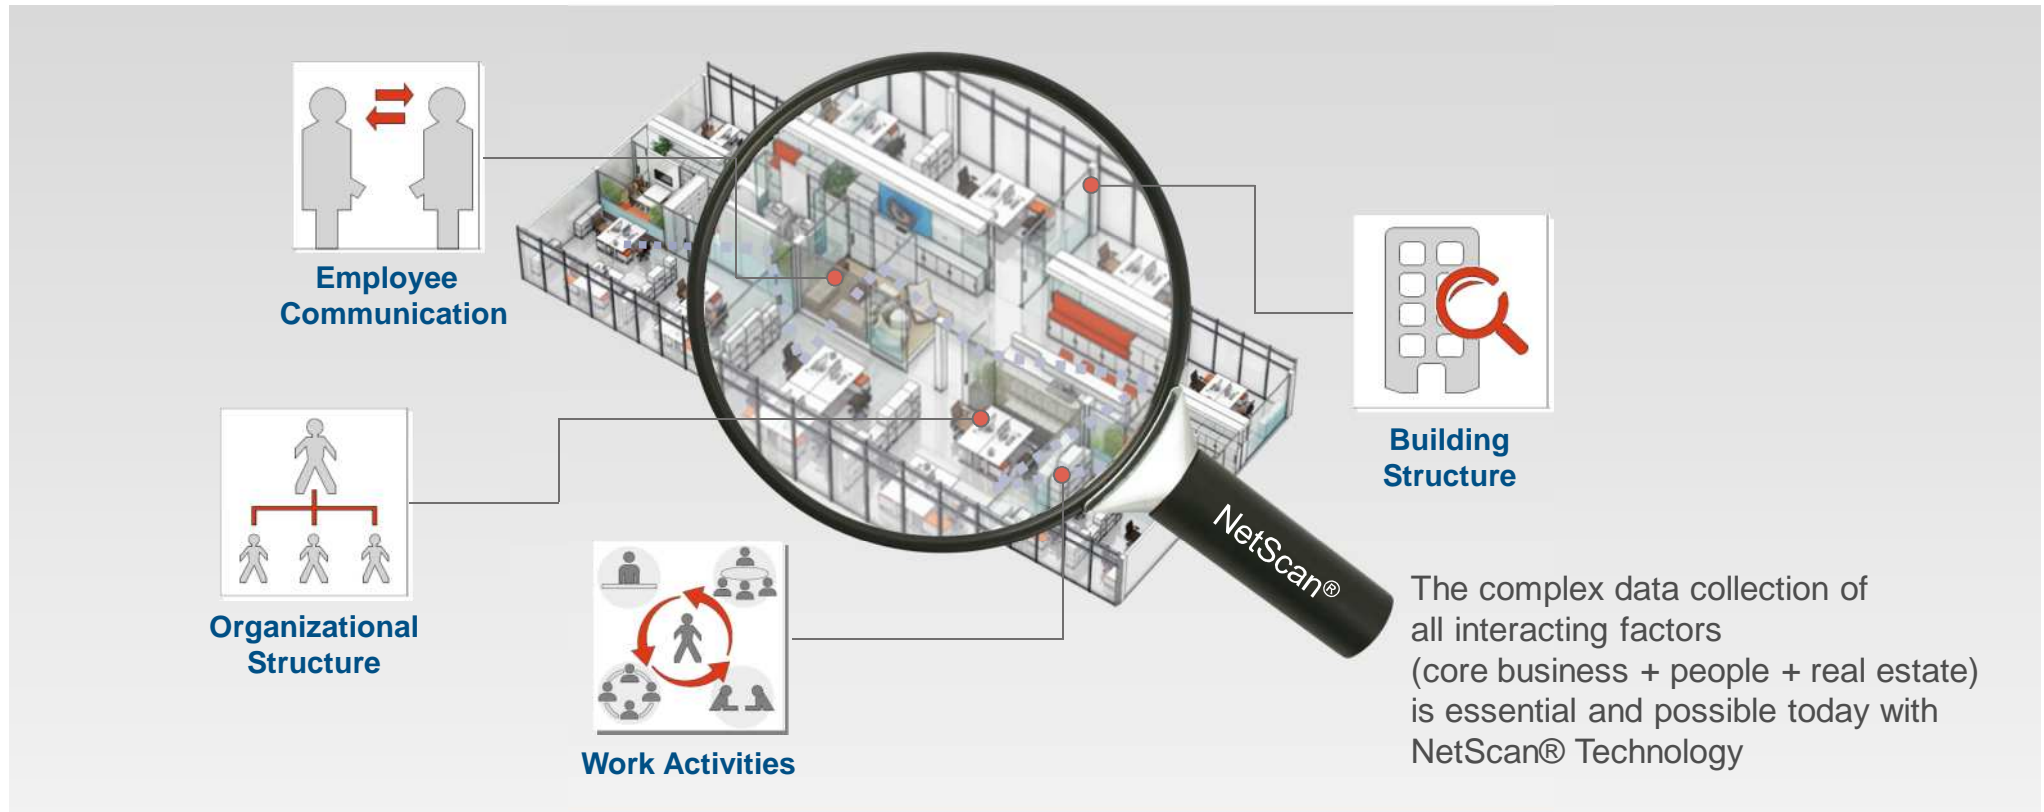 Employee
Communication
Organizational
Structure
Work Activities
Building
Structure
NetScan®
The complex data collection of
all interacting factors
(core business + people + real estate)
is essential and possible today with
NetScan® Technology